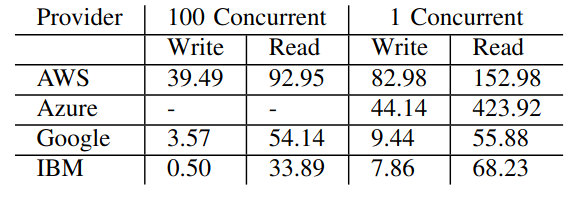 Provider 100 Concurrent 1 Concurrent
Write Read Write Read
AWS 39.49 92.95 82.98 152.98
Azure - - 44.14 423.92
Google 3.57 54.14 9.44 55.88
IBM 0.50 33.89 7.86 68.23